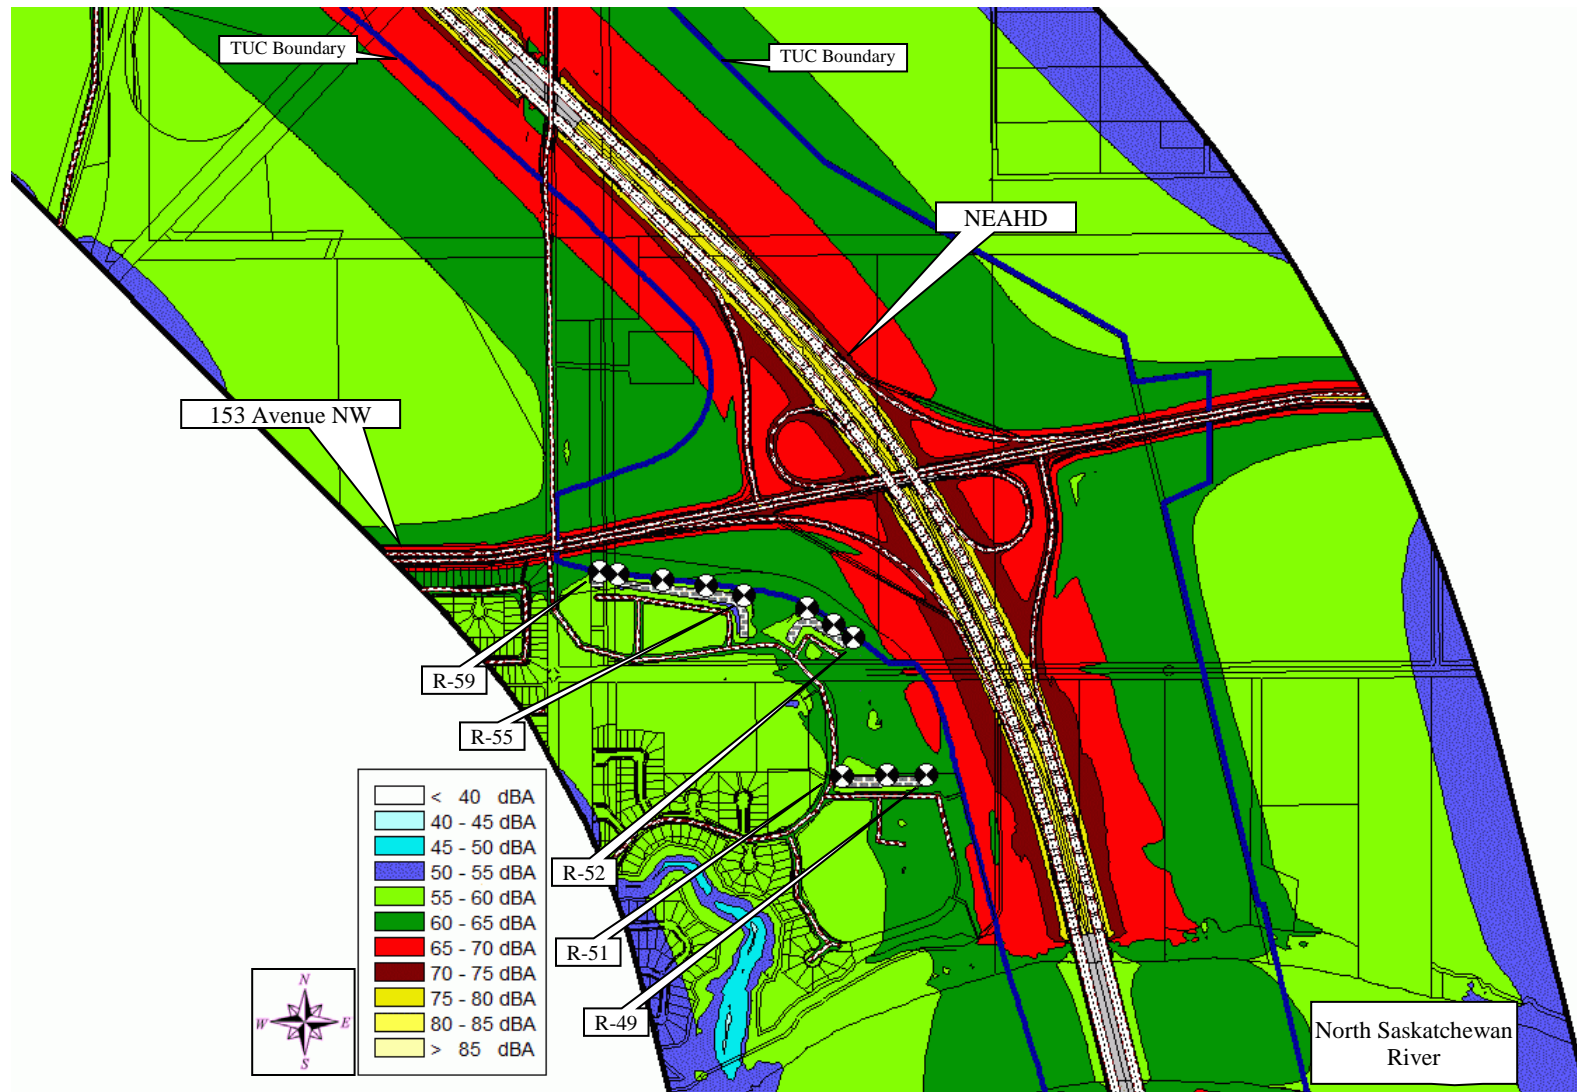 TUC Boundary
TUC Boundary
NEAHD
153 Avenue NW
R-59
R-55
R-52
R-51
R-49
< 40 dBA
40 - 45 dBA
45 - 50 dBA
50 - 55 dBA
55 - 60 dBA
60 - 65 dBA
65 - 70 dBA
70 - 75 dBA
75 - 80 dBA
80 - 85 dBA
> 85 dBA
N
W E
S
North Saskatchewan
River